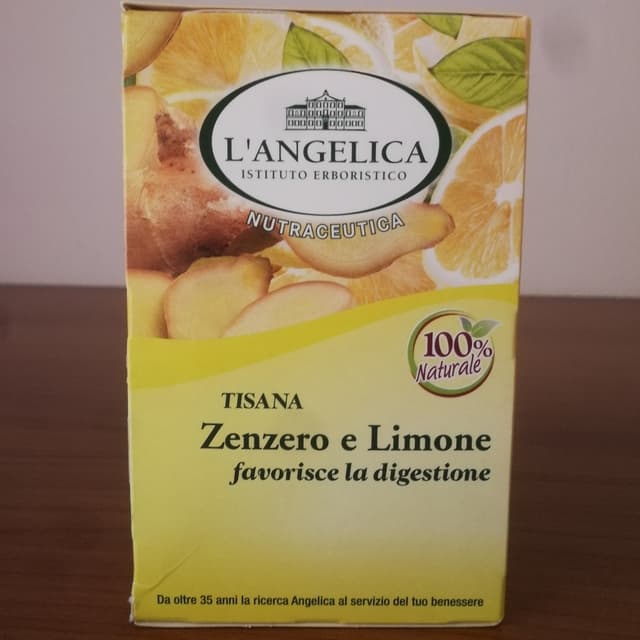 L'ANGELICA
ISTITUTO ERBORISTICO
NUTRACEUTICA
100%
Naturale
TISANA
Zenzero e Limone
favorisce la digestione
Da oltre 35 anni la ricerca Angelica al servizio del tuo benessere